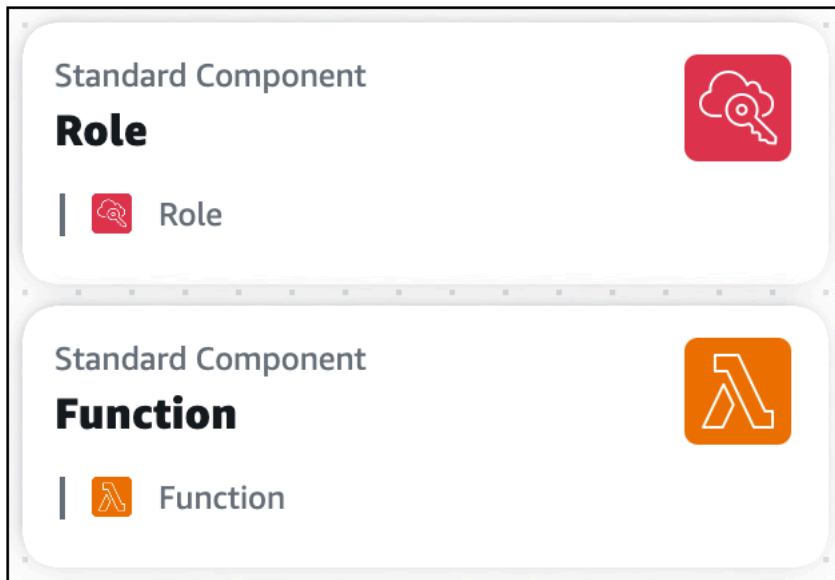 Standard Component
Role
Role
Standard Component
Function
Function